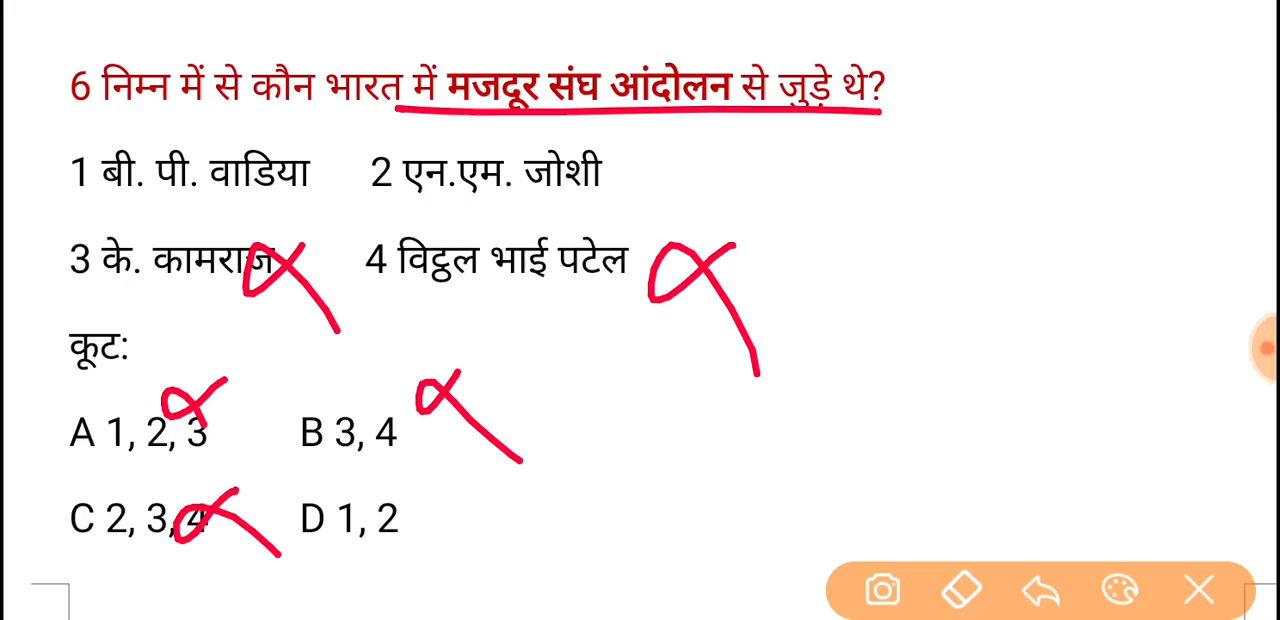 6 निम्न में से कौन भारत में मजदूर संघ आंदोलन से जुड़े थे?
1 बी. पी. वाडिया 2 एन.एम. जोशी
3 के. कामराज 4 विट्ठल भाई पटेल
कूट:
A 1, 2, 3 B 3, 4
C 2, 3, 4 D 1, 2